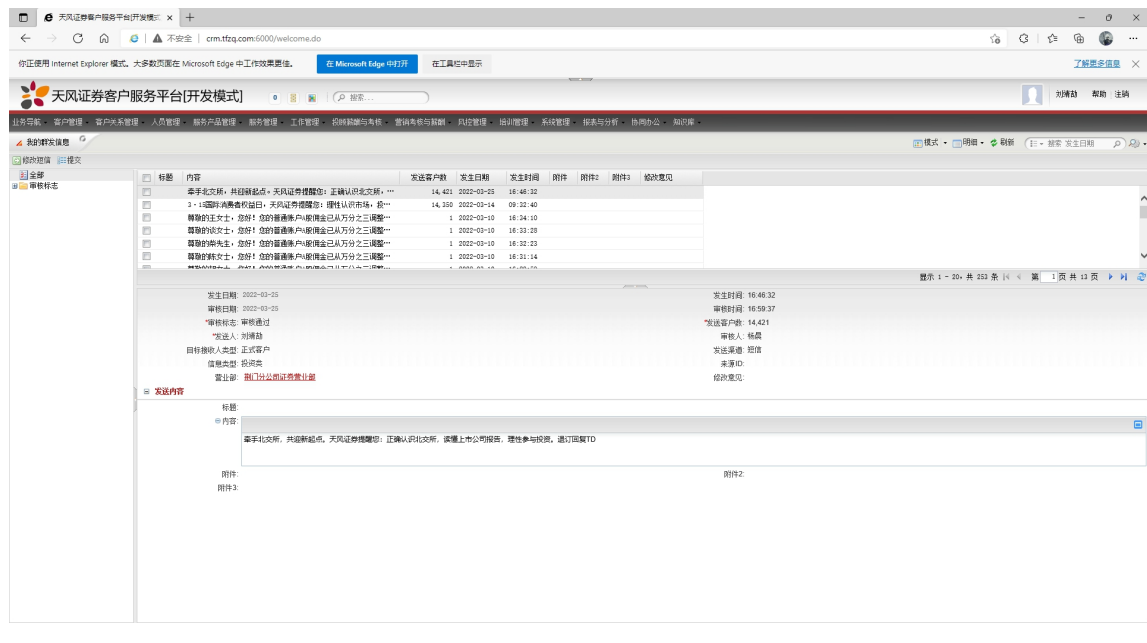 天风证券客户服务平台[开发模式]
不安全 | crm.tfzq.com:6000/welcome.do
你正使用 Internet Explorer 模式。大多数页面在 Microsoft Edge 中工作效果更佳。 在 Microsoft Edge 中打开 在工具栏中显示 了解更多信息
天风证券客户服务平台[开发模式] 0 搜索... 帮助 注销
业务导航 客户管理 客户关系管理 人员管理 服务产品管理 服务管理 工作管理 投顾薪酬与考核 营销考核与薪酬 风控管理 培训管理 系统管理 报表与分析 协同办公 知识库
我的群发信息 模式 明细 刷新 搜索 发生日期
修改短信 提交
全部
审核标志
标题 内容 发送客户数 发生日期 发生时间 附件 附件2 附件3 修改意见
牵手北交所，共迎新起点。天风证券提醒您：正确认识北交所，… 14,421 2022-03-25 16:46:32
3·15国际消费者权益日，天风证券提醒您：理性认识市场，投… 14,350 2022-03-14 09:32:40
尊敬的王女士，您好！您的普通账户A股佣金已从万分之三调整… 1 2022-03-10 16:34:10
尊敬的谈女士，您好！您的普通账户A股佣金已从万分之三调整… 1 2022-03-10 16:33:28
尊敬的柴先生，您好！您的普通账户A股佣金已从万分之三调整… 1 2022-03-10 16:32:23
尊敬的陈女士，您好！您的普通账户A股佣金已从万分之三调整… 1 2022-03-10 16:31:14
显示 1 - 20，共 253 条 第 1 页 共 13 页
发生日期: 2022-03-25 发生时间: 16:46:32
审核日期: 2022-03-25 审核时间: 16:59:37
*审核标志: 审核通过 *发送客户数: 14,421
*发送人: 审核人: 杨晨
目标接收人类型: 正式客户 发送渠道: 短信
信息类型: 投资类 来源ID:
营业部: 荆门分公司证券营业部 修改意见:
发送内容
标题:
内容:
牵手北交所，共迎新起点。天风证券提醒您：正确认识北交所，读懂上市公司报告，理性参与投资。退订回复TD
附件: 附件2:
附件3: